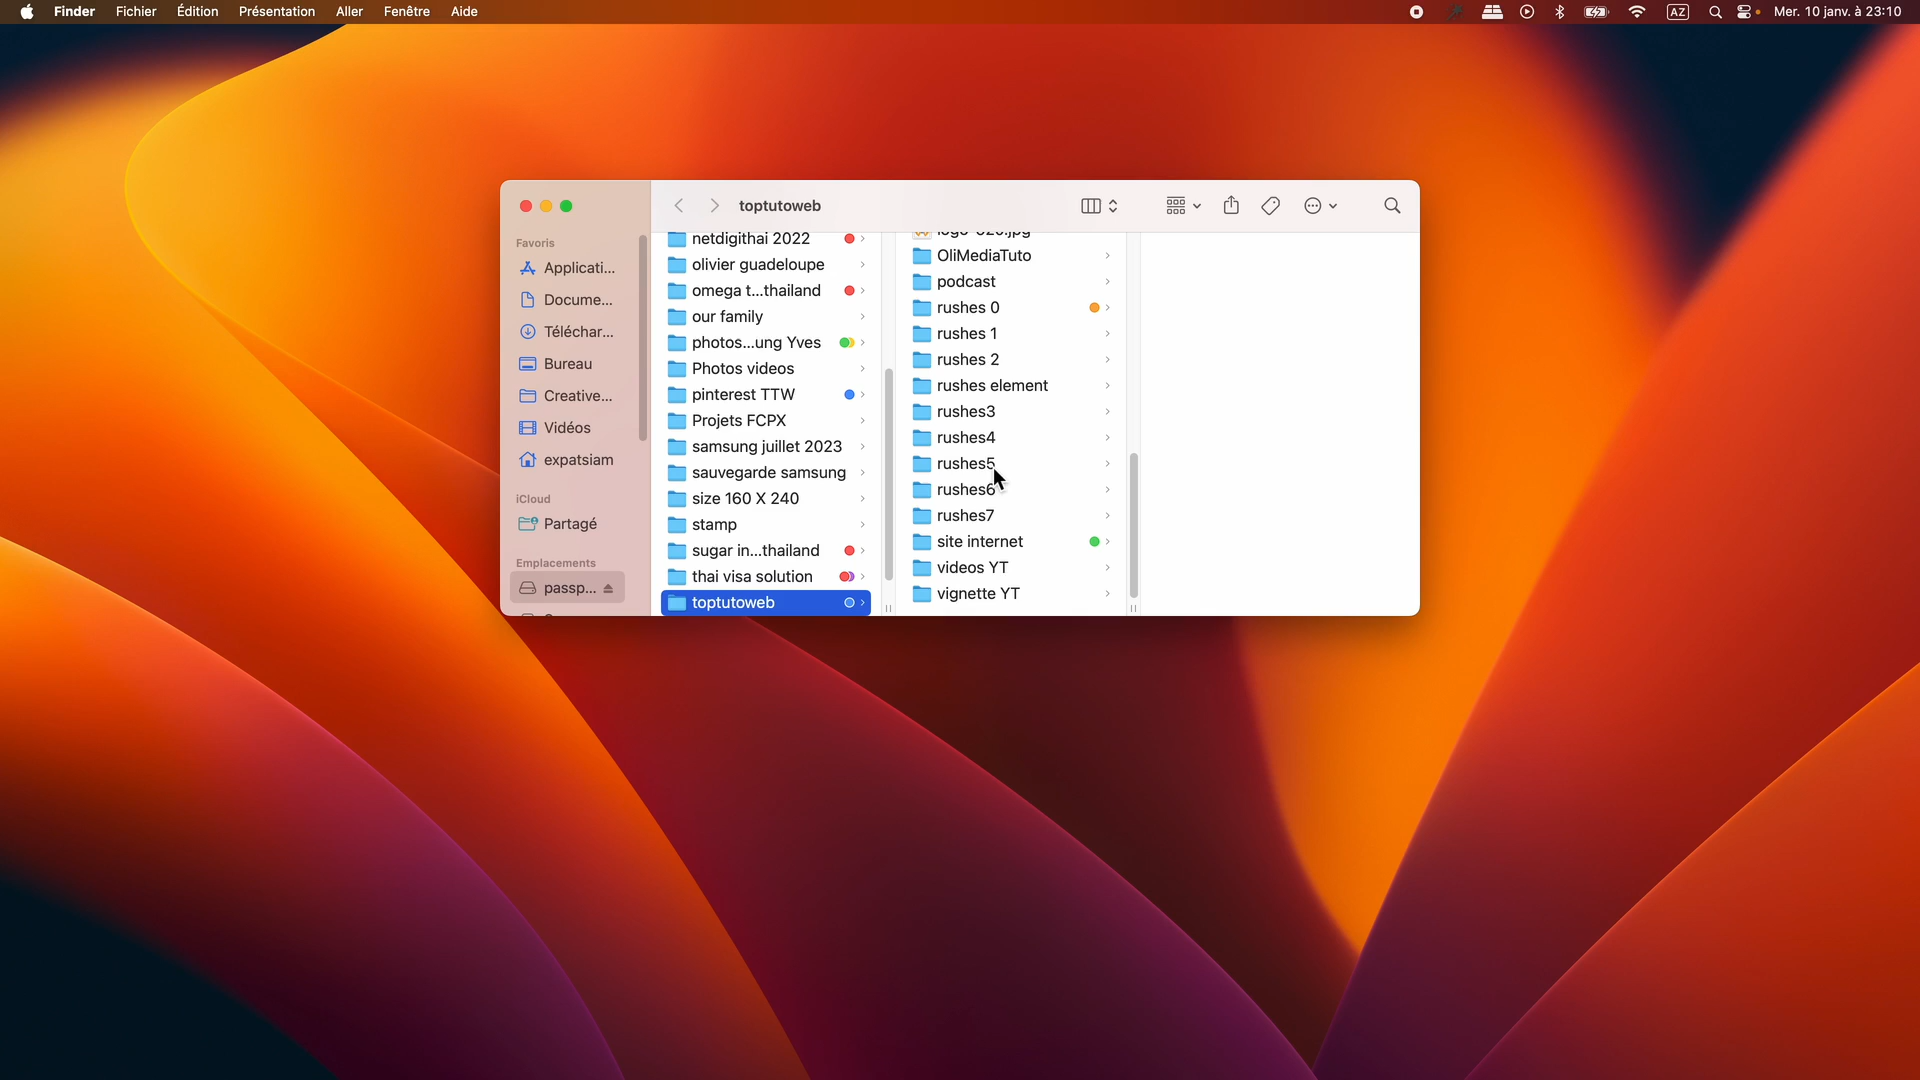 Finder Fichier Édition Présentation Aller Fenêtre Aide
AZ Mer. 10 janv. à 23:10
toptutoweb
Favoris
Applicati...
Docume...
Téléchar...
Bureau
Creative...
Vidéos
expatsiam
iCloud
Partagé
Emplacements
passp...
netdigithai 2022
olivier guadeloupe
omega t...thailand
our family
photos...ung Yves
Photos videos
pinterest TTW
Projets FCPX
samsung juillet 2023
sauvegarde samsung
size 160 X 240
stamp
sugar in...thailand
thai visa solution
toptutoweb
OliMediaTuto
podcast
rushes 0
rushes 1
rushes 2
rushes element
rushes3
rushes4
rushes5
rushes6
rushes7
site internet
videos YT
vignette YT